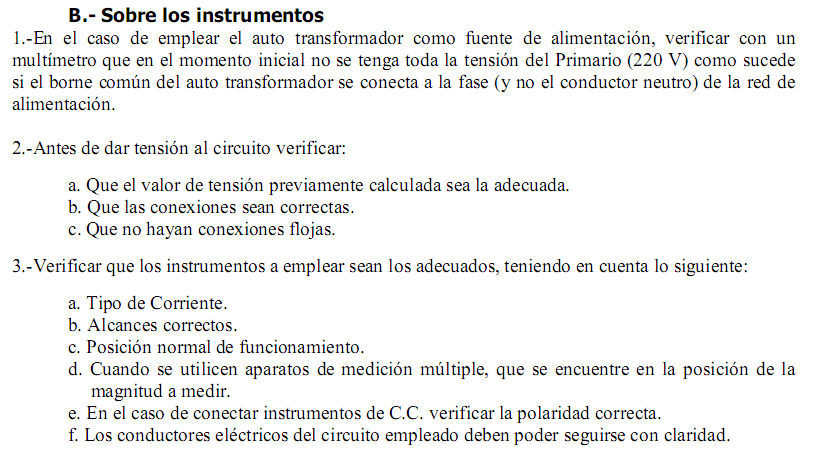 B.- Sobre los instrumentos
1.-En el caso de emplear el auto transformador como fuente de alimentación, verificar con un
multímetro que en el momento inicial no se tenga toda la tensión del Primario (220 V) como sucede
si el borne común del auto transformador se conecta a la fase (y no el conductor neutro) de la red de
alimentación.
2.-Antes de dar tensión al circuito verificar:
a. Que el valor de tensión previamente calculada sea la adecuada.
b. Que las conexiones sean correctas.
c. Que no hayan conexiones flojas.
3.-Verificar que los instrumentos a emplear sean los adecuados, teniendo en cuenta lo siguiente:
a. Tipo de Corriente.
b. Alcances correctos.
c. Posición normal de funcionamiento.
d. Cuando se utilicen aparatos de medición múltiple, que se encuentre en la posición de la
magnitud a medir.
e. En el caso de conectar instrumentos de C.C. verificar la polaridad correcta.
f. Los conductores eléctricos del circuito empleado deben poder seguirse con claridad.